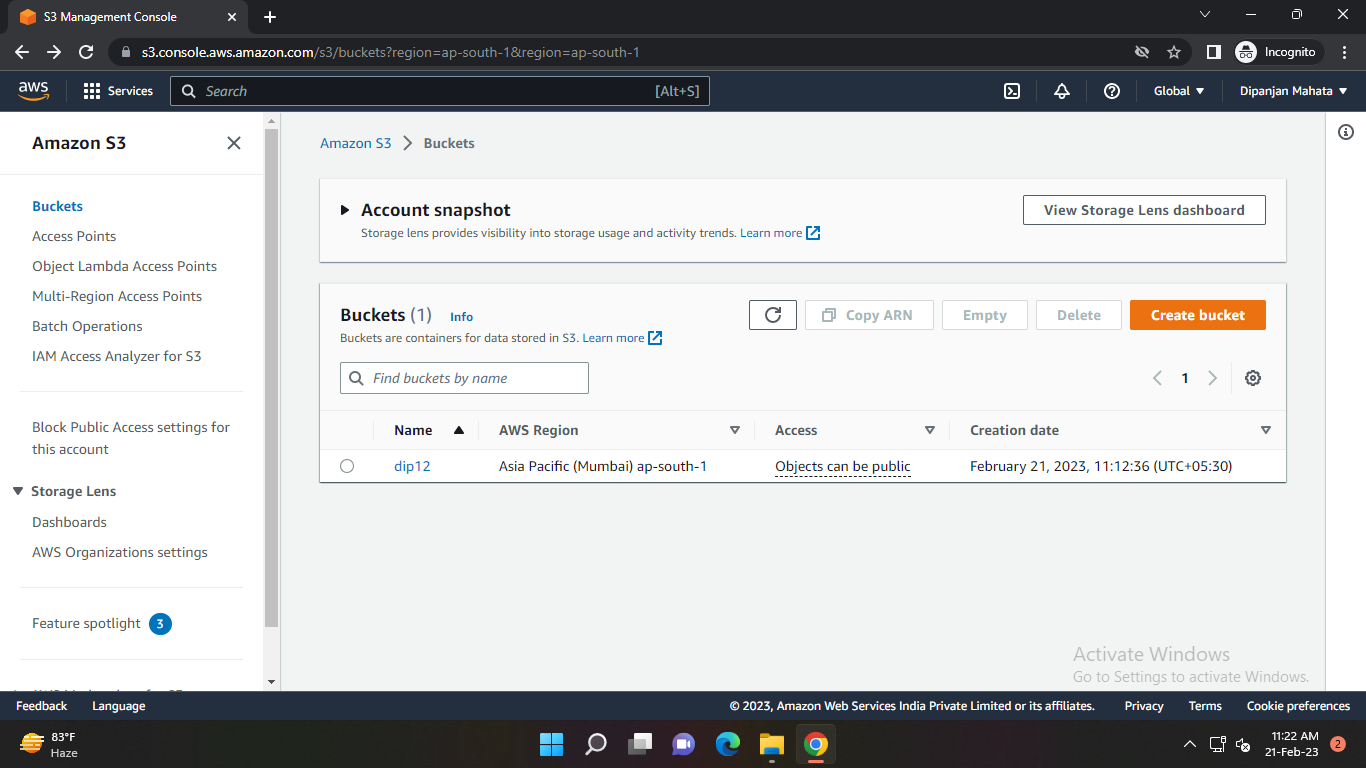 S3 Management Console
s3.console.aws.amazon.com/s3/buckets?region=ap-south-1&region=ap-south-1
Incognito
aws
Services
Search
[Alt+S]
Global
Dipanjan Mahata
Amazon S3
Buckets
Access Points
Object Lambda Access Points
Multi-Region Access Points
Batch Operations
IAM Access Analyzer for S3
Block Public Access settings for
this account
Storage Lens
Dashboards
AWS Organizations settings
Feature spotlight 3
Amazon S3 > Buckets
Account snapshot
Storage lens provides visibility into storage usage and activity trends. Learn more
View Storage Lens dashboard
Buckets (1) Info
Buckets are containers for data stored in S3. Learn more
Copy ARN
Empty
Delete
Create bucket
Find buckets by name
1
Name AWS Region Access Creation date
dip12 Asia Pacific (Mumbai) ap-south-1 Objects can be public February 21, 2023, 11:12:36 (UTC+05:30)
Activate Windows
Go to Settings to activate Windows.
Feedback Language © 2023, Amazon Web Services India Private Limited or its affiliates. Privacy Terms Cookie preferences
83°F
Haze
11:22 AM
21-Feb-23
2